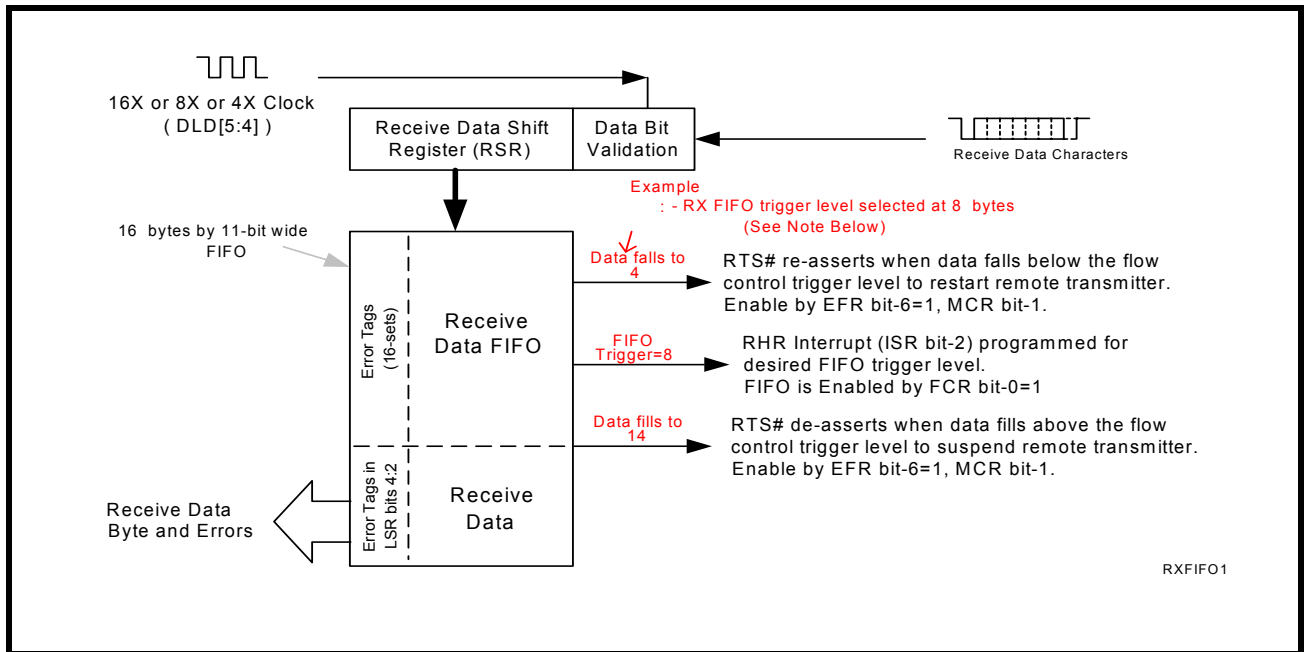 16X or 8X or 4X Clock
( DLD[5:4] )
Receive Data Shift
Register (RSR)
Data Bit
Validation
Receive Data Characters
Example
: - RX FIFO trigger level selected at 8 bytes
(See Note Below)
16 bytes by 11-bit wide
FIFO
Error Tags
(16-sets)
Receive
Data FIFO
Data falls to
4
RTS# re-asserts when data falls below the flow
control trigger level to restart remote transmitter.
Enable by EFR bit-6=1, MCR bit-1.
FIFO
Trigger=8
RHR Interrupt (ISR bit-2) programmed for
desired FIFO trigger level.
FIFO is Enabled by FCR bit-0=1
Data fills to
14
RTS# de-asserts when data fills above the flow
control trigger level to suspend remote transmitter.
Enable by EFR bit-6=1, MCR bit-1.
Error Tags in
LSR bits 4:2
Receive
Data
Receive Data
Byte and Errors
RXFIFO1